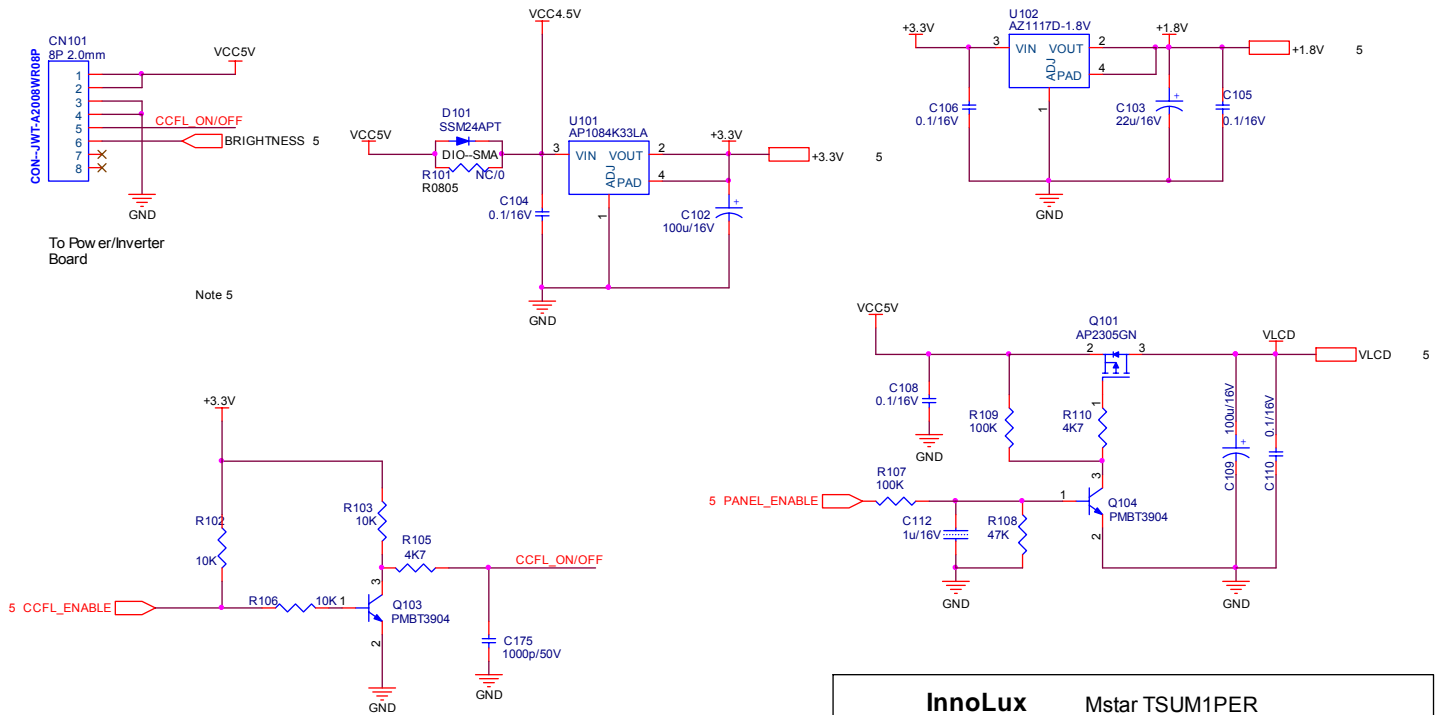 CN101
8P 2.0mm
CON--JWT-A2008WR08P
1
2
3
4
5
6
7
8
VCC5V
CCFL_ON/OFF
BRIGHTNESS 5
GND
To Power/Inverter
Board
Note 5
VCC4.5V
VCC5V
D101
SSM24APT
DIO--SMA
R101
R0805
NC/0
C104
0.1/16V
U101
AP1084K33LA
3
VIN
VOUT
2
ADJ
PAD
4
1
+3.3V
+3.3V
5
C102
100u/16V
GND
U102
AZ1117D-1.8V
+3.3V
3
VIN
VOUT
2
ADJ
PAD
4
1
+1.8V
+1.8V
5
C106
0.1/16V
C103
22u/16V
C105
0.1/16V
GND
+3.3V
R102
10K
R103
10K
R105
4K7
CCFL_ON/OFF
5 CCFL_ENABLE
R106
10K
1
3
2
Q103
PMBT3904
C175
1000p/50V
GND
GND
VCC5V
Q101
AP2305GN
2
3
1
VLCD
VLCD
5
C108
0.1/16V
GND
R109
100K
R110
4K7
C109
100u/16V
C110
0.1/16V
5 PANEL_ENABLE
R107
100K
C112
1u/16V
R108
47K
1
3
2
Q104
PMBT3904
GND
GND
InnoLux
Mstar TSUM1PER